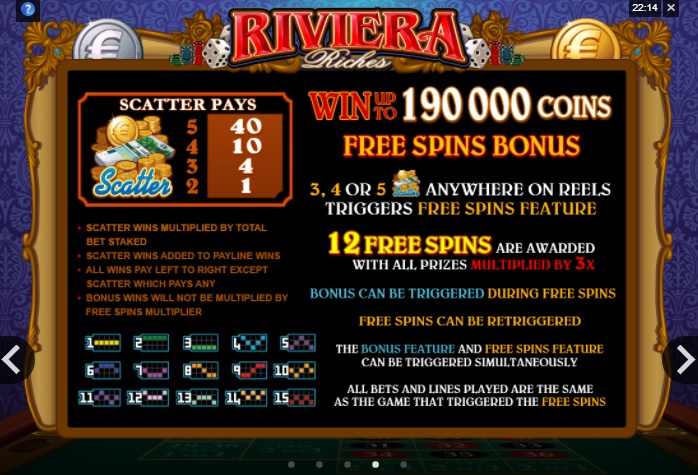 ?
22:14
RIVIERA
Riches
SCATTER PAYS
5 40
4 10
3 4
2 1
Scatter
WIN UP TO 190 000 COINS
FREE SPINS BONUS
3, 4 OR 5 ANYWHERE ON REELS
TRIGGERS FREE SPINS FEATURE
12 FREE SPINS ARE AWARDED
WITH ALL PRIZES MULTIPLIED BY 3X
BONUS CAN BE TRIGGERED DURING FREE SPINS
FREE SPINS CAN BE RETRIGGERED
THE BONUS FEATURE AND FREE SPINS FEATURE
CAN BE TRIGGERED SIMULTANEOUSLY
ALL BETS AND LINES PLAYED ARE THE SAME
AS THE GAME THAT TRIGGERED THE FREE SPINS
• SCATTER WINS MULTIPLIED BY TOTAL
BET STAKED
• SCATTER WINS ADDED TO PAYLINE WINS
• ALL WINS PAY LEFT TO RIGHT EXCEPT
SCATTER WHICH PAYS ANY
• BONUS WINS WILL NOT BE MULTIPLIED BY
FREE SPINS MULTIPLIER
1 2 3 4 5
6 7 8 9 10
11 12 13 14 15
31 36
34 35 36